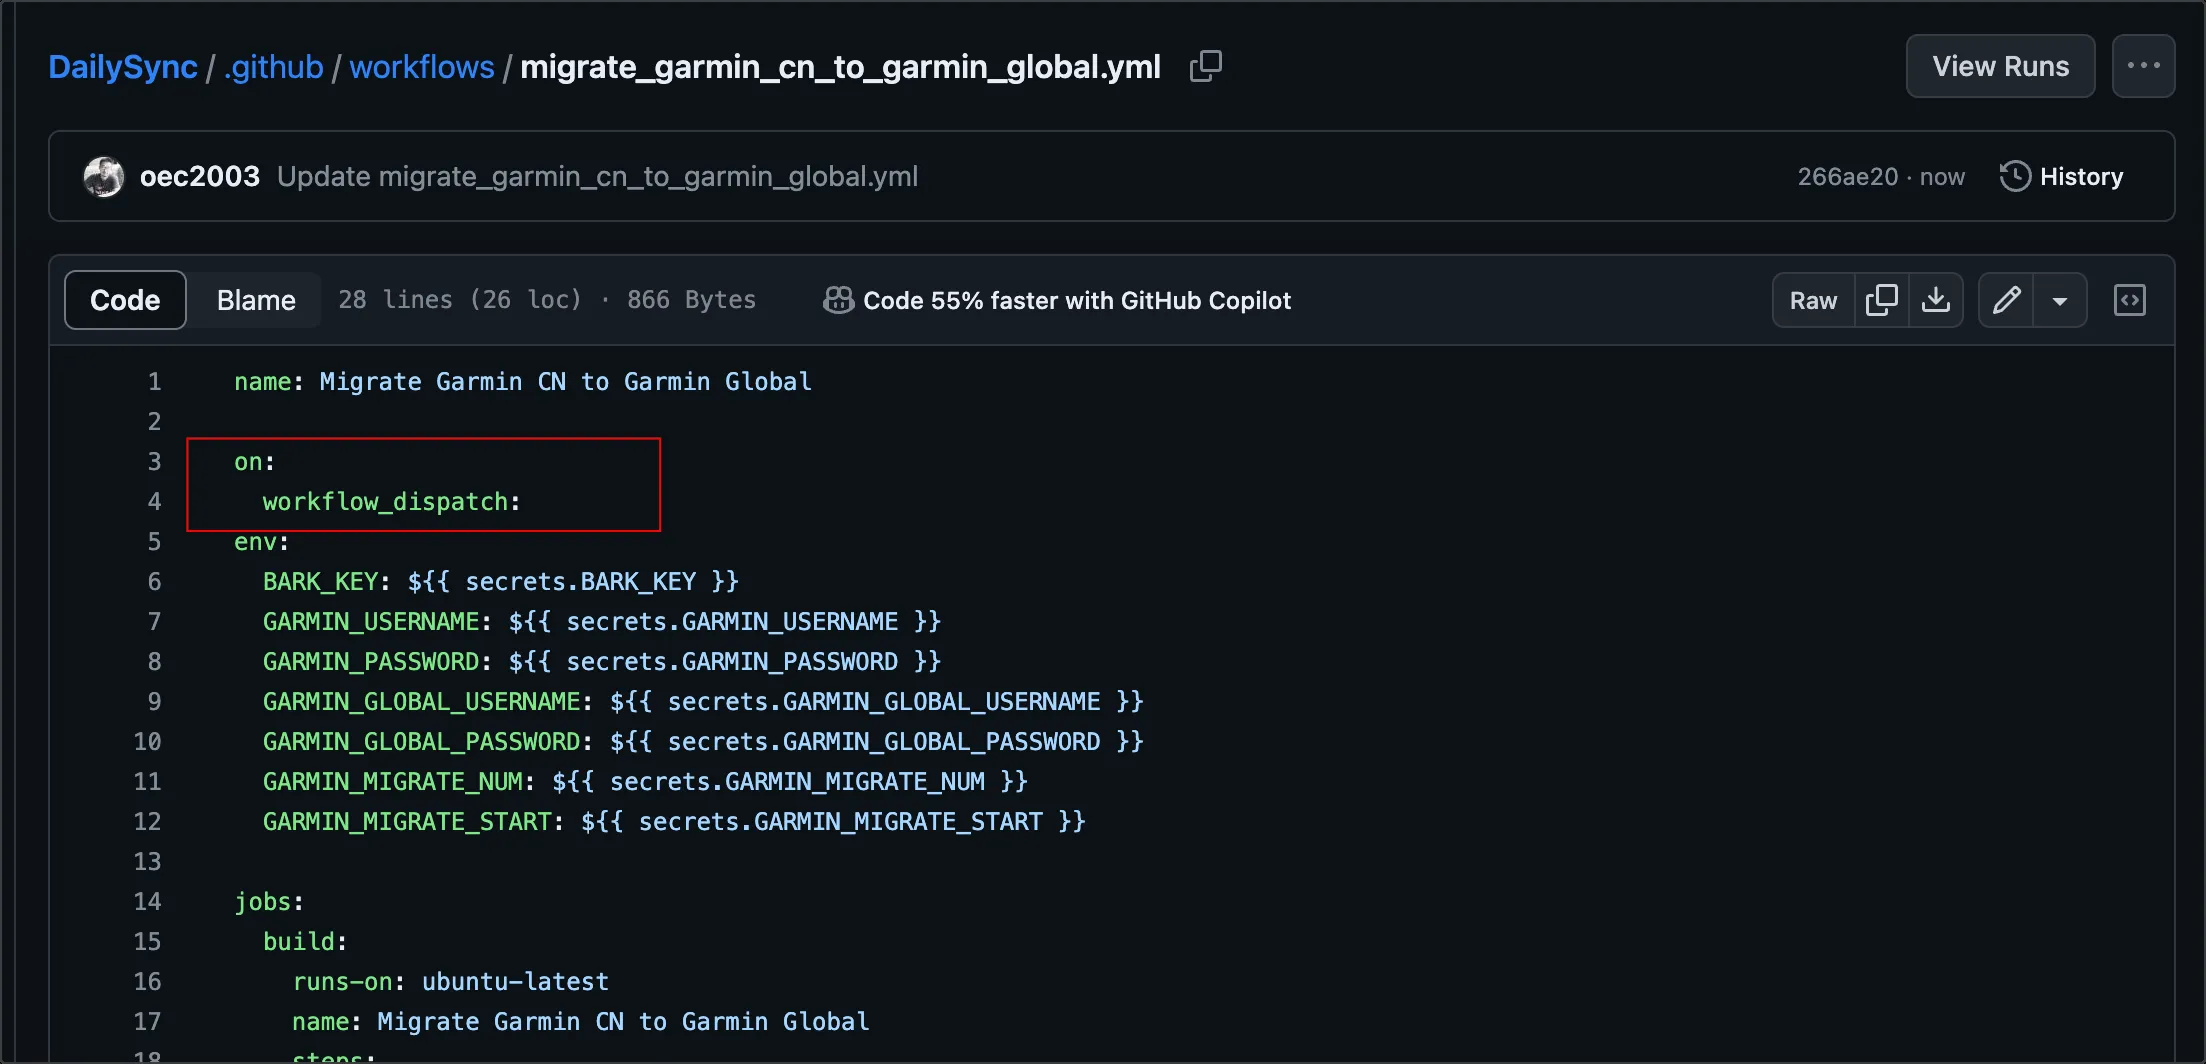 DailySync / .github / workflows / migrate_garmin_cn_to_garmin_global.yml
View Runs
oec2003 Update migrate_garmin_cn_to_garmin_global.yml
266ae20 · now
History
Code
Blame
28 lines (26 loc) · 866 Bytes
Code 55% faster with GitHub Copilot
Raw
1 name: Migrate Garmin CN to Garmin Global
2
3 on:
4   workflow_dispatch:
5 env:
6   BARK_KEY: ${{ secrets.BARK_KEY }}
7   GARMIN_USERNAME: ${{ secrets.GARMIN_USERNAME }}
8   GARMIN_PASSWORD: ${{ secrets.GARMIN_PASSWORD }}
9   GARMIN_GLOBAL_USERNAME: ${{ secrets.GARMIN_GLOBAL_USERNAME }}
10   GARMIN_GLOBAL_PASSWORD: ${{ secrets.GARMIN_GLOBAL_PASSWORD }}
11   GARMIN_MIGRATE_NUM: ${{ secrets.GARMIN_MIGRATE_NUM }}
12   GARMIN_MIGRATE_START: ${{ secrets.GARMIN_MIGRATE_START }}
13
14 jobs:
15   build:
16     runs-on: ubuntu-latest
17     name: Migrate Garmin CN to Garmin Global
18     steps: